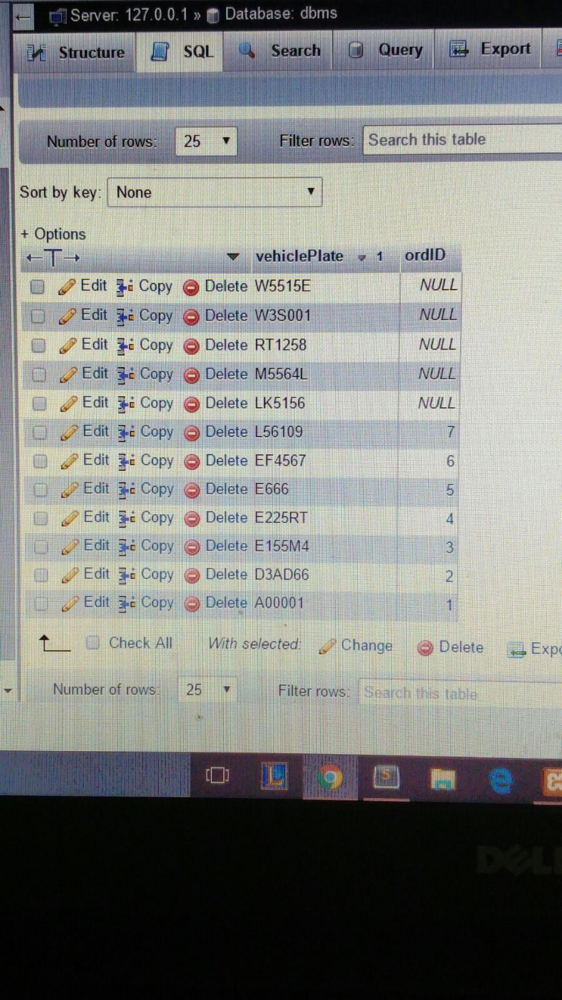 Server: 127.0.0.1 » Database: dbms
Structure SQL Search Query Export
Number of rows: 25 Filter rows: Search this table
Sort by key: None
+ Options
←T→ vehiclePlate 1 ordID
Edit Copy Delete W5515E NULL
Edit Copy Delete W3S001 NULL
Edit Copy Delete RT1258 NULL
Edit Copy Delete M5564L NULL
Edit Copy Delete LK5156 NULL
Edit Copy Delete L56109 7
Edit Copy Delete EF4567 6
Edit Copy Delete E666 5
Edit Copy Delete E225RT 4
Edit Copy Delete E155M4 3
Edit Copy Delete D3AD66 2
Edit Copy Delete A00001 1
Check All With selected: Change Delete Expo
Number of rows: 25 Filter rows: Search this table
DELL